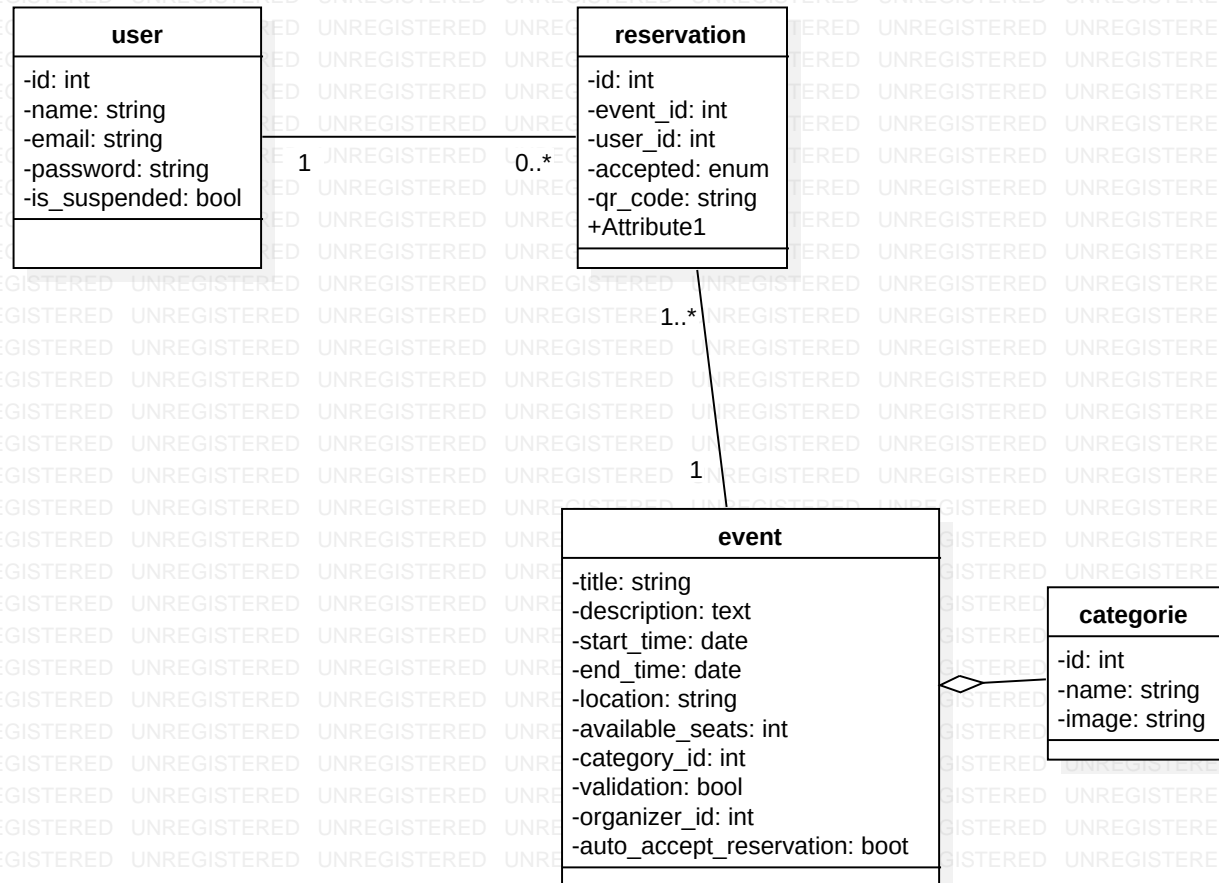 user
-id: int
-name: string
-email: string
-password: string
-is_suspended: bool
1
0..*
reservation
-id: int
-event_id: int
-user_id: int
-accepted: enum
-qr_code: string
+Attribute1
1..*
1
event
-title: string
-description: text
-start_time: date
-end_time: date
-location: string
-available_seats: int
-category_id: int
-validation: bool
-organizer_id: int
-auto_accept_reservation: boot
categorie
-id: int
-name: string
-image: string
UNREGISTERED